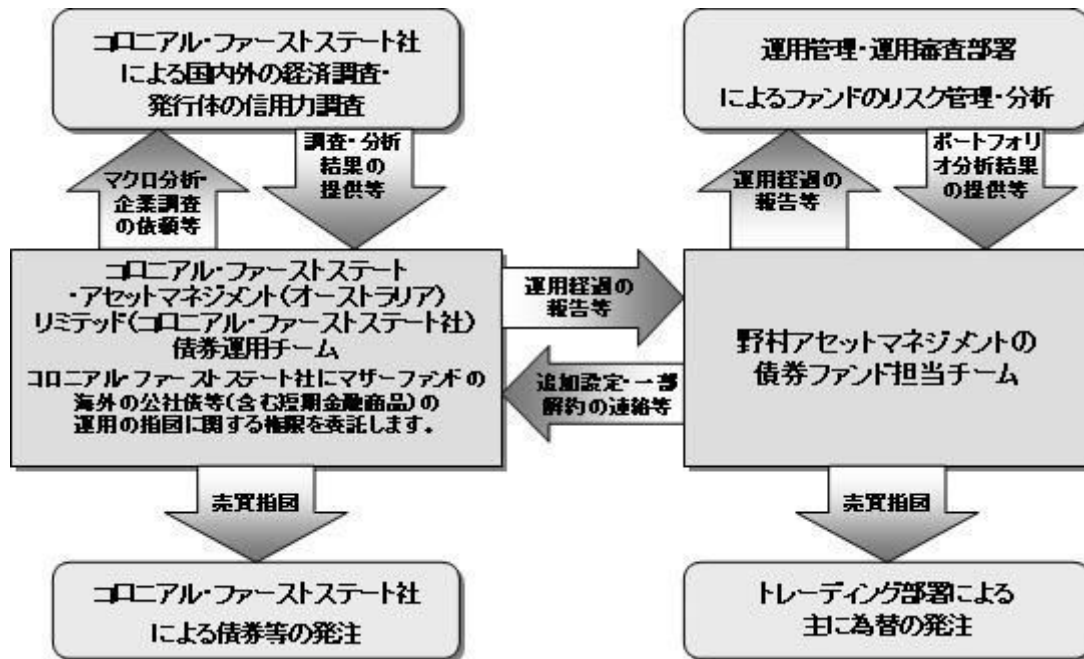 コロニアル・ファーストステート社
による国内外の経済調査・
発行体の信用力調査
運用管理・運用審査部署
によるファンドのリスク管理・分析
マクロ分析・
企業調査
の依頼等
調査・分析
結果の
提供等
運用経過の
報告等
ポートフォリ
オ分析結果
の提供等
コロニアル・ファーストステート
・アセットマネジメント(オーストラリア)
リミテッド(コロニアル・ファーストステート社)
債券運用チーム
コロニアル・ファーストステート社にマザーファンドの
海外の公社債等(含む短期金融商品)の
運用の指図に関する権限を委託します。
運用経過の
報告等
追加設定・一部
解約の連絡等
野村アセットマネジメントの
債券ファンド担当チーム
売買指図
売買指図
コロニアル・ファーストステート社
による債券等の発注
トレーディング部署による
主に為替の発注